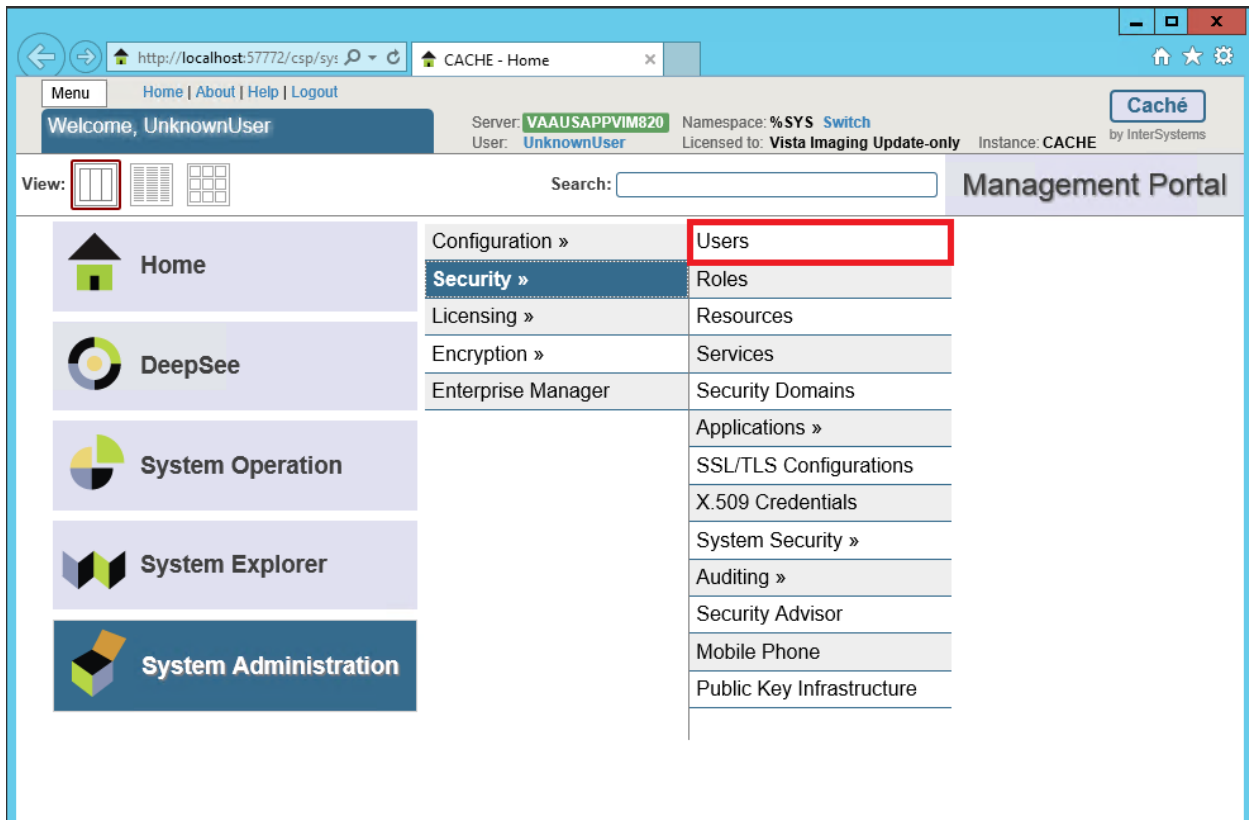 http://localhost:57772/csp/sy:
CACHE - Home
Menu
Home | About | Help | Logout
Welcome, UnknownUser
Server: VAAUSAPPVIM820 Namespace: %SYS Switch
User: UnknownUser Licensed to: Vista Imaging Update-only Instance: CACHE
Caché
by InterSystems
View:
Search:
Management Portal
Home
DeepSee
System Operation
System Explorer
System Administration
Configuration »
Security »
Licensing »
Encryption »
Enterprise Manager
Users
Roles
Resources
Services
Security Domains
Applications »
SSL/TLS Configurations
X.509 Credentials
System Security »
Auditing »
Security Advisor
Mobile Phone
Public Key Infrastructure